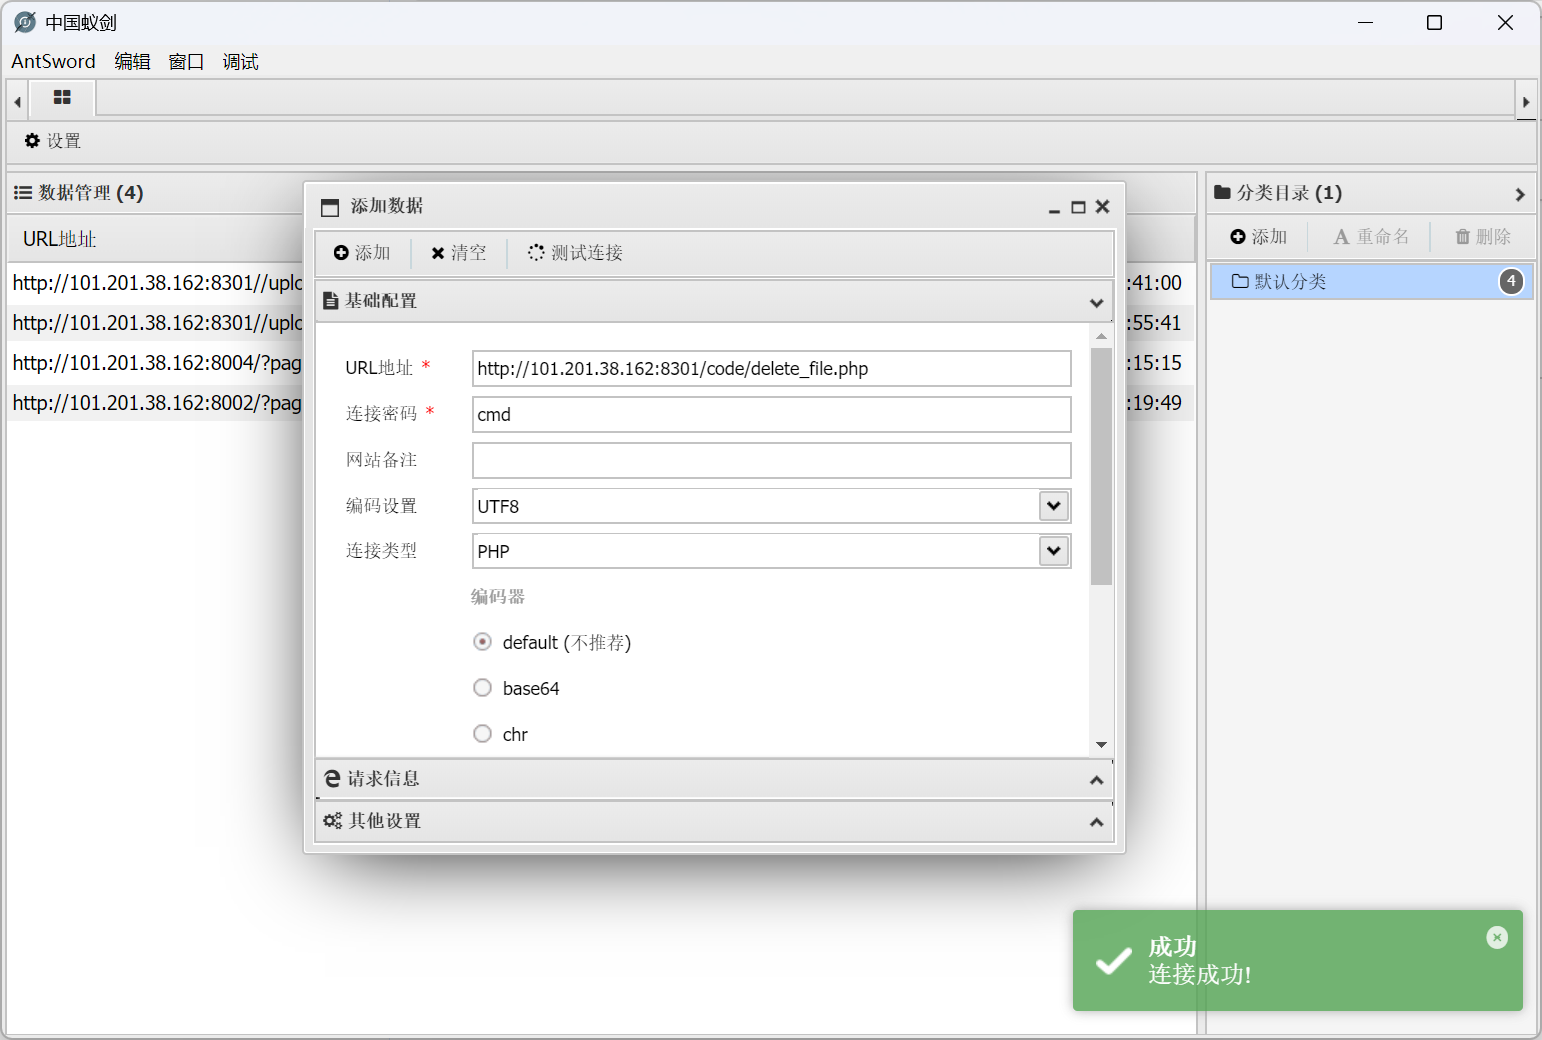 中国蚁剑
AntSword 编辑 窗口 调试
设置
数据管理 (4)
URL地址
http://101.201.38.162:8301//uplo
http://101.201.38.162:8301//uplo
http://101.201.38.162:8004/?pag
http://101.201.38.162:8002/?pag
:41:00
:55:41
:15:15
:19:49
添加数据
添加 清空 测试连接
基础配置
URL地址 * http://101.201.38.162:8301/code/delete_file.php
连接密码 * cmd
网站备注
编码设置 UTF8
连接类型 PHP
编码器
default (不推荐)
base64
chr
请求信息
其他设置
分类目录 (1)
添加 重命名 删除
默认分类 4
成功
连接成功!